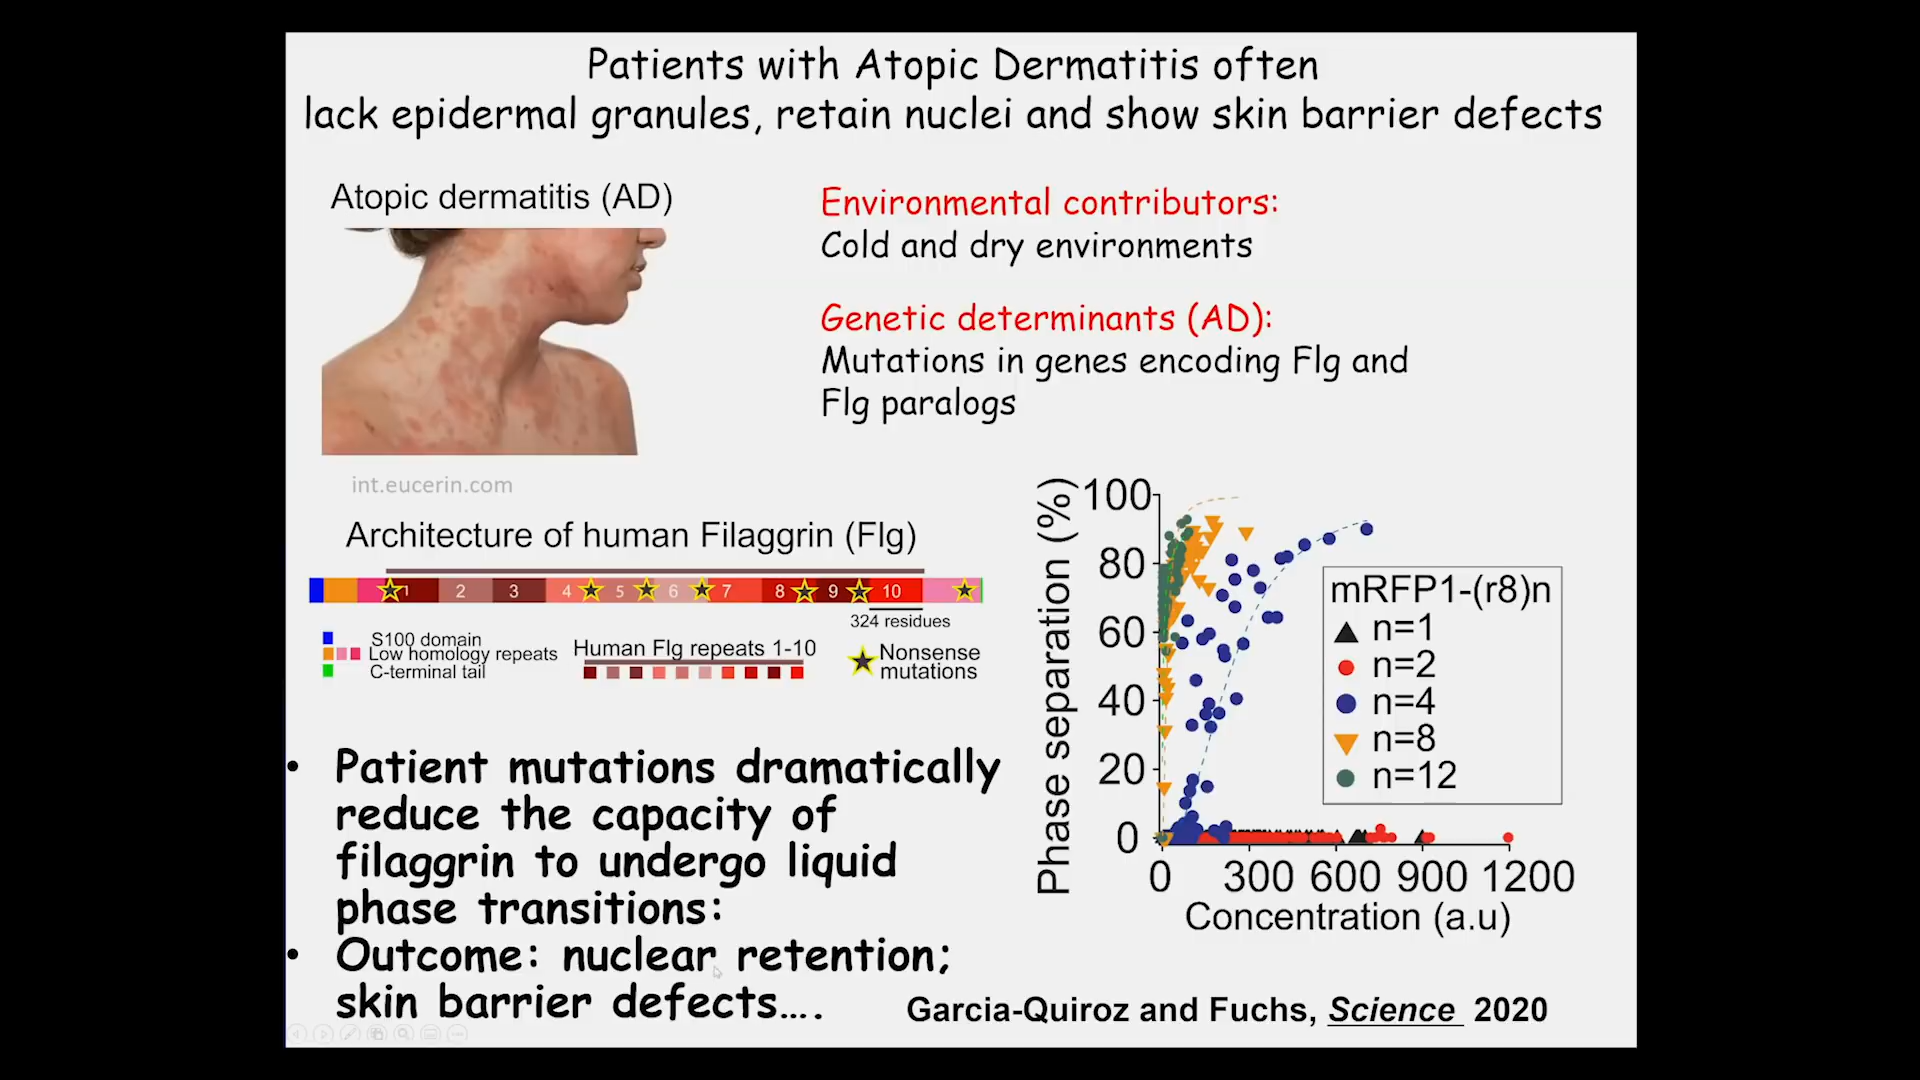 Patients with Atopic Dermatitis often
lack epidermal granules, retain nuclei and show skin barrier defects
Atopic dermatitis (AD)
int.eucerin.com
Environmental contributors:
Cold and dry environments
Genetic determinants (AD):
Mutations in genes encoding Flg and
Flg paralogs
Architecture of human Filaggrin (Flg)
1 2 3 4 5 6 7 8 9 10
324 residues
S100 domain
Low homology repeats
C-terminal tail
Human Flg repeats 1-10
Nonsense
mutations
• Patient mutations dramatically
reduce the capacity of
filaggrin to undergo liquid
phase transitions:
• Outcome: nuclear retention;
skin barrier defects....
Phase separation (%)
100
80
60
40
20
0
0 300 600 900 1200
Concentration (a.u)
mRFP1-(r8)n
n=1
n=2
n=4
n=8
n=12
Garcia-Quiroz and Fuchs, Science 2020